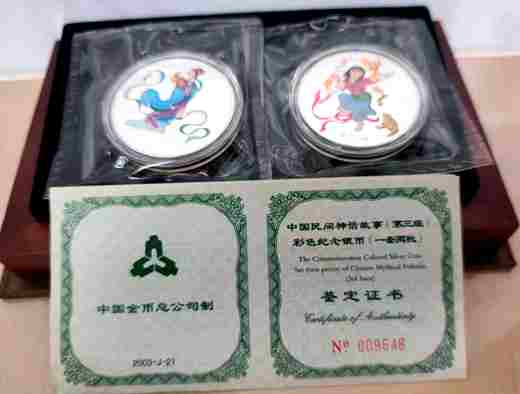 中国金币总公司制
2003-J-21
中国民间神话故事（第三组）
彩色纪念银币（一套两枚）
The Commemorative Colored Silver Coin
Set (two pieces) of Chinese Mythical Folktales
(3rd Issue)
鉴定证书
Certificate of Authenticity
Nº 009648